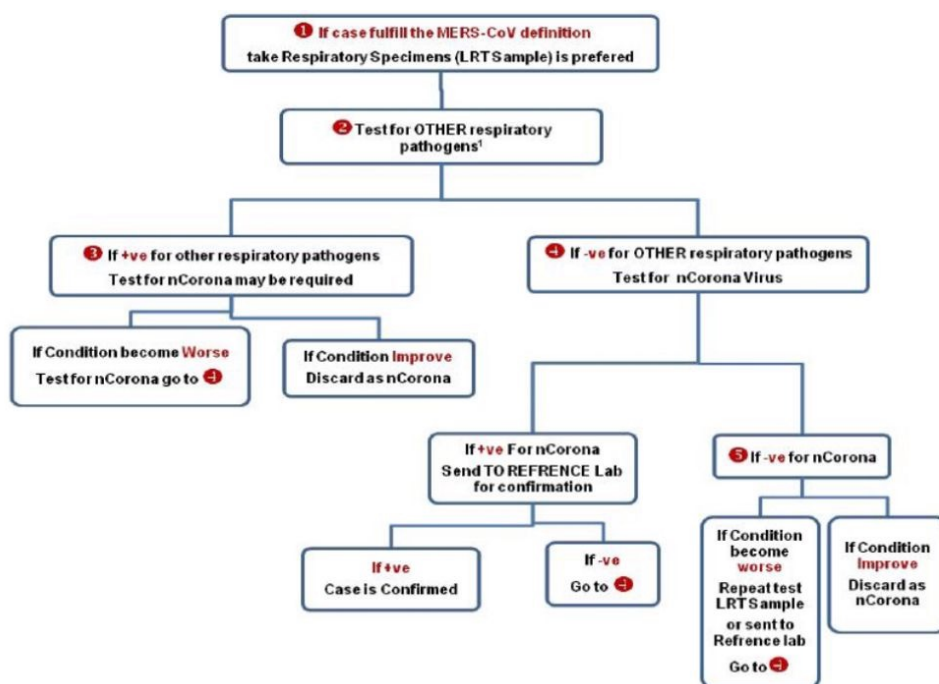 ❶ If case fulfill the MERS-CoV definition
take Respiratory Specimens (LRT Sample) is prefered
❷ Test for OTHER respiratory
pathogens¹
❸ If +ve for other respiratory pathogens
Test for nCorona may be required
❹ If -ve for OTHER respiratory pathogens
Test for nCorona Virus
If Condition become Worse
Test for nCorona go to ❹
If Condition Improve
Discard as nCorona
If +ve For nCorona
Send TO REFRENCE Lab
for confirmation
❺ If -ve for nCorona
If +ve
Case is Confirmed
If -ve
Go to ❹
If Condition
become
worse
Repeat test
LRT Sample
or sent to
Refrence lab
Go to ❹
If Condition
Improve
Discard as
nCorona